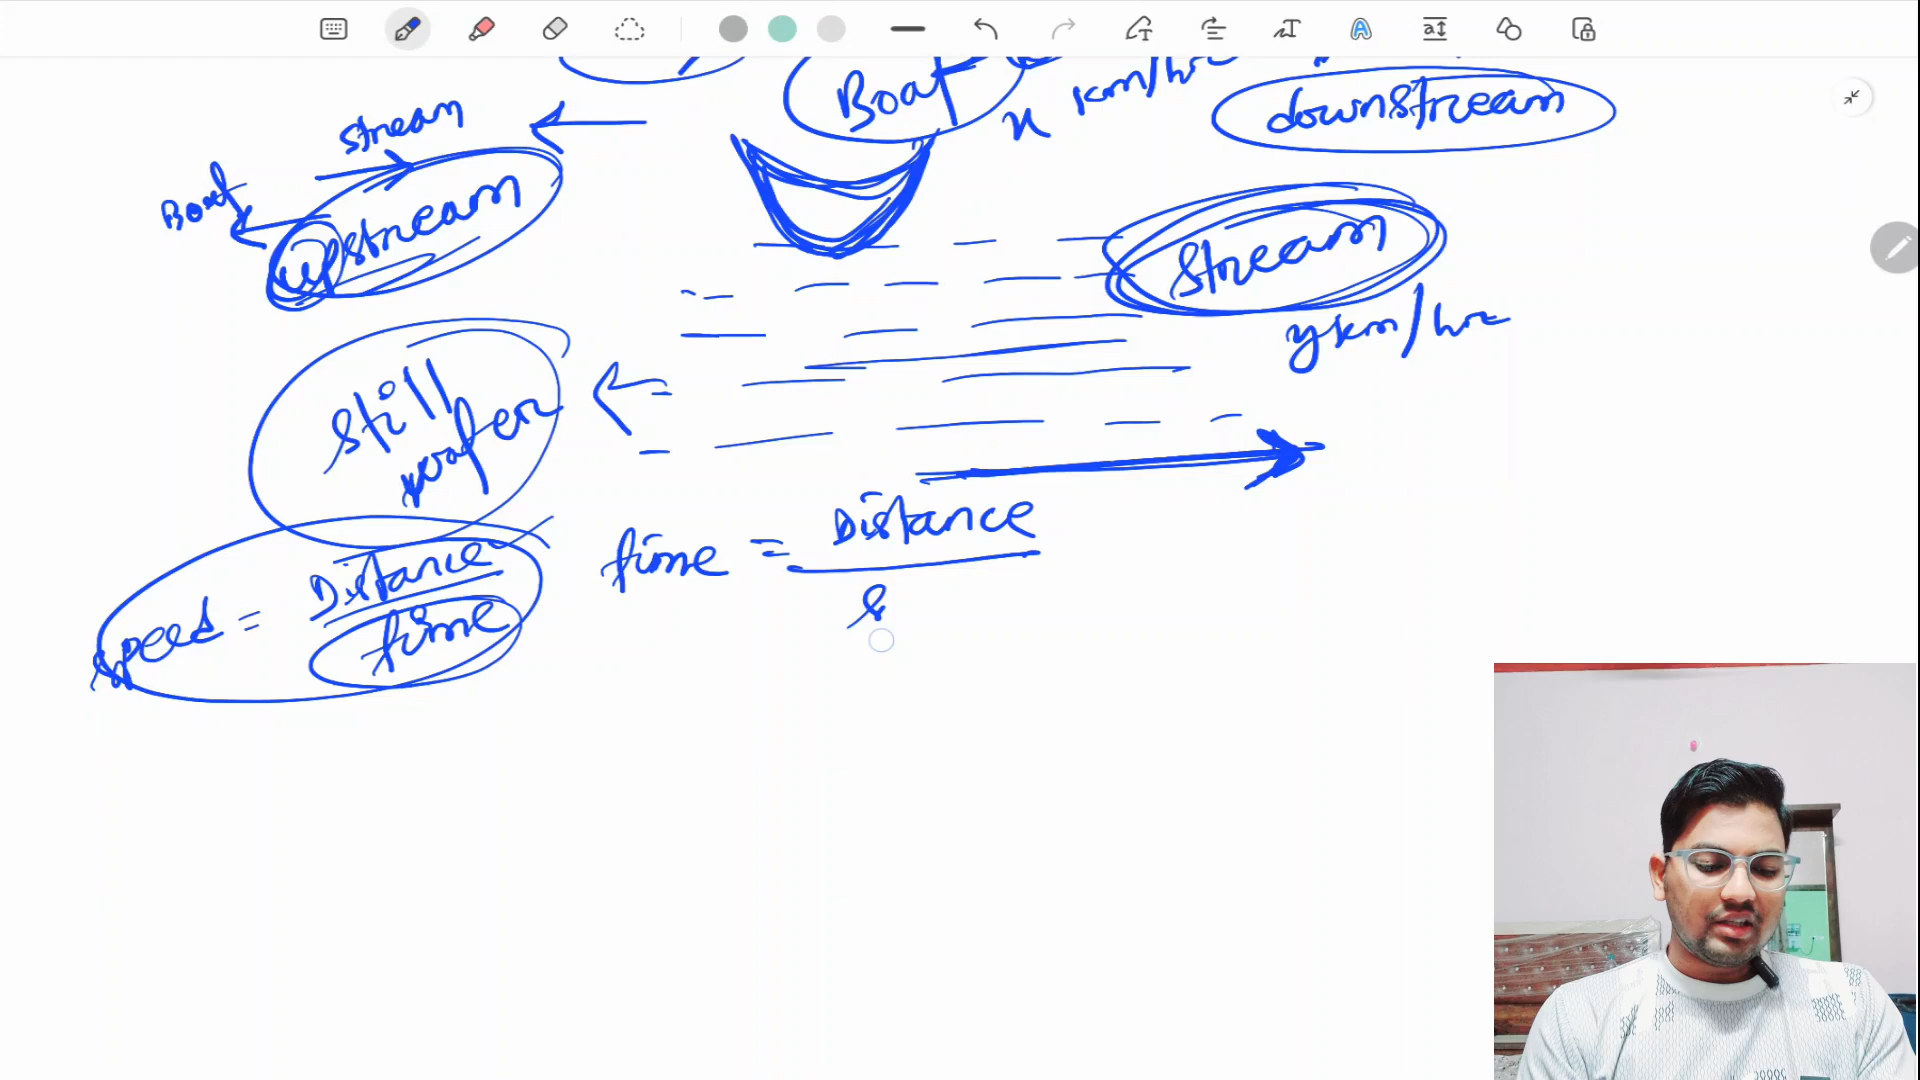 Boat
x km/hr
downstream
stream
Boat
upstream
stream
y km/hr
still
water
speed = Distance
time
time = Distance
s